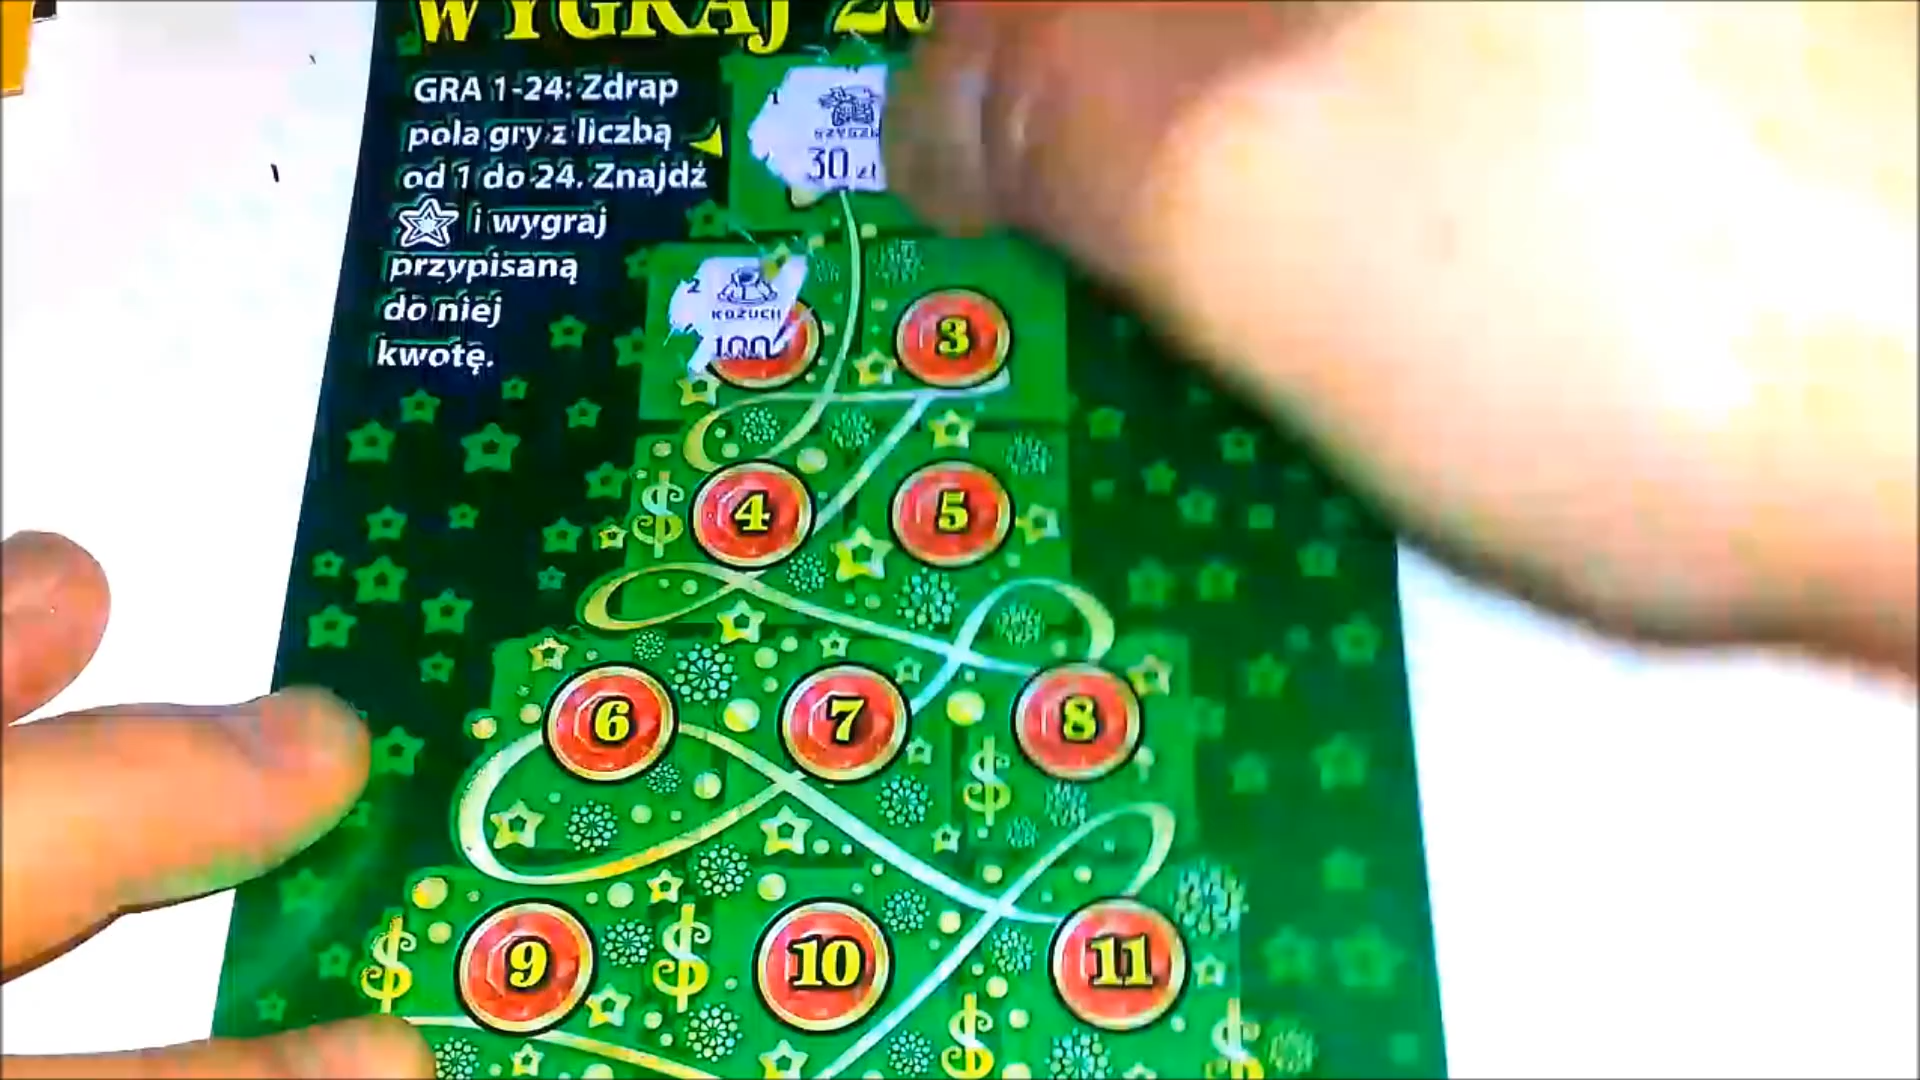 WYGRAJ 20
GRA 1-24: Zdrap
pola gry z liczbą
od 1 do 24. Znajdź
i wygraj
przypisaną
do niej
kwotę.
1
30 zł
2
KOŻUCH
100
3
4
5
6
7
8
9
10
11